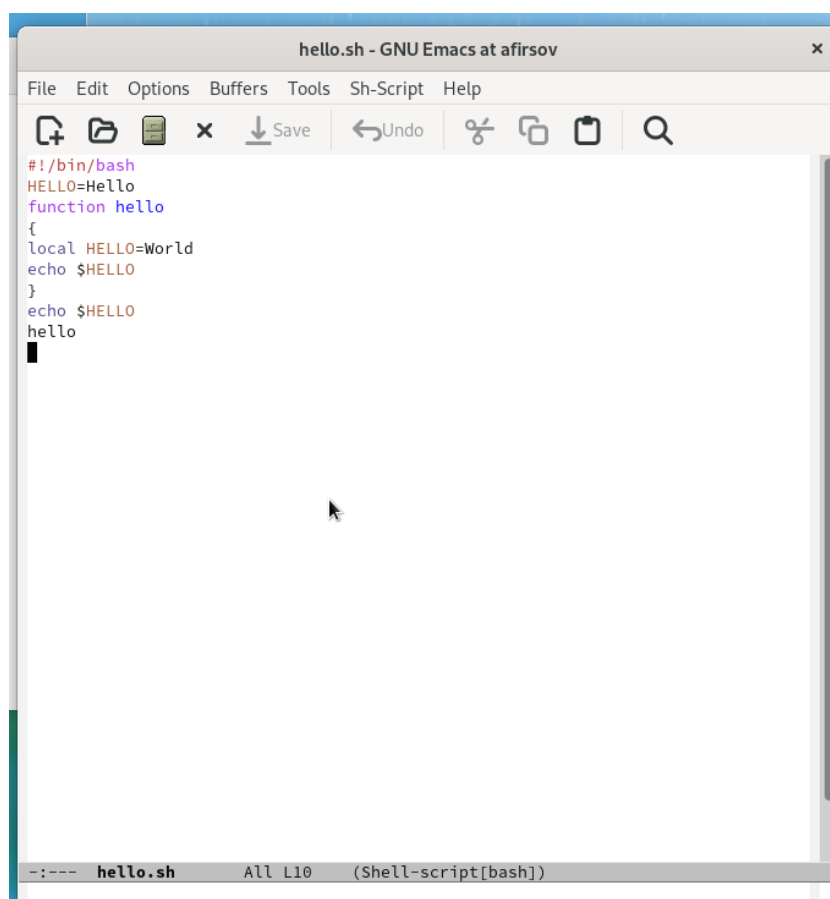 hello.sh - GNU Emacs at afirsov
File Edit Options Buffers Tools Sh-Script Help
Save Undo
#!/bin/bash
HELLO=Hello
function hello
{
local HELLO=World
echo $HELLO
}
echo $HELLO
hello
-:--- hello.sh All L10 (Shell-script[bash])